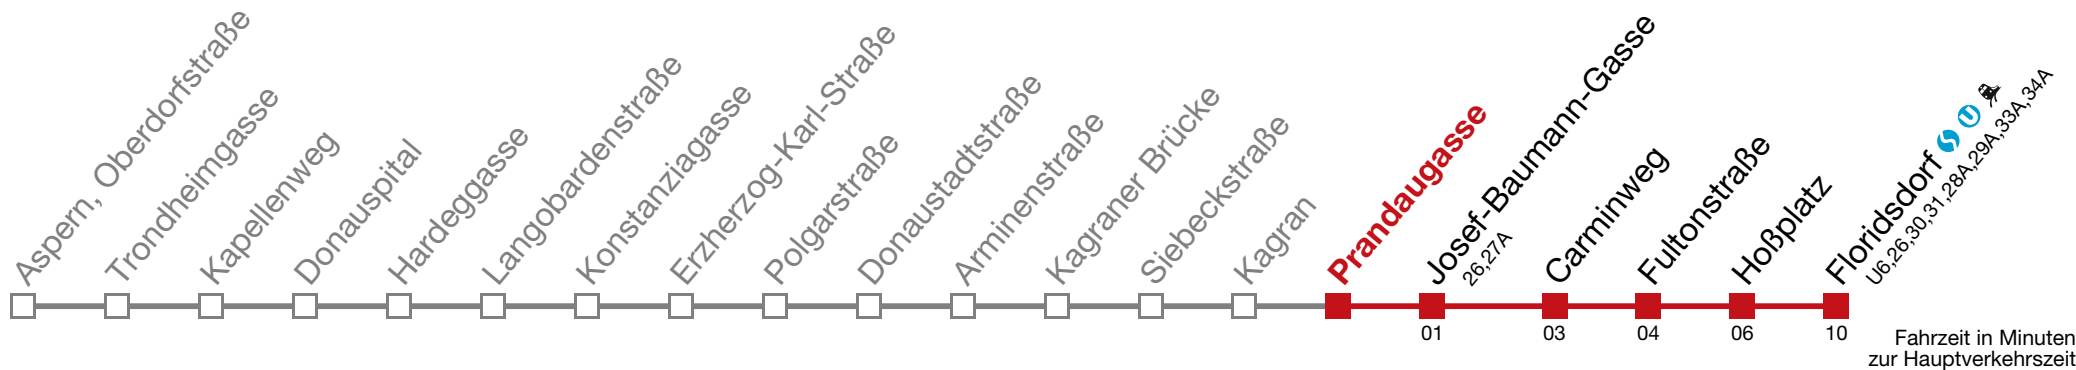 Aspern, Oberdorfstraße
Trondheimgasse
Kapellenweg
Donauspital
Hardeggasse
Langobardenstraße
Konstanziagasse
Erzherzog-Karl-Straße
Polgarstraße
Donaustadtstraße
Arminenstraße
Kagraner Brücke
Siebeckstraße
Kagran
Prandaugasse
Josef-Baumann-Gasse
26,27A
Carminweg
Fultonstraße
Hoßplatz
Floridsdorf S U
U6,26,30,31,28A,29A,33A,34A
01
03
04
06
10
Fahrzeit in Minuten
zur Hauptverkehrszeit